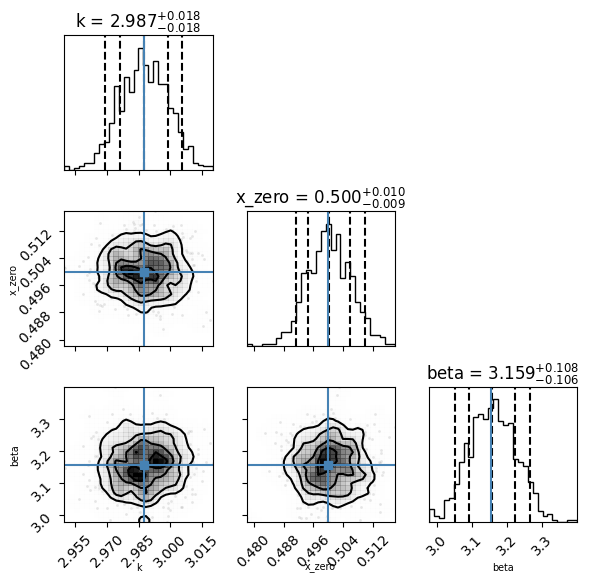 k = 2.987+0.018−0.018
x_zero = 0.500+0.010−0.009
0.512
0.504
0.496
0.488
0.480
x_zero
beta = 3.159+0.108−0.106
3.3
3.2
3.1
3.0
beta
2.955
2.970
2.985
3.000
3.015
k
0.480
0.488
0.496
0.504
0.512
x_zero
3.0
3.1
3.2
3.3
beta